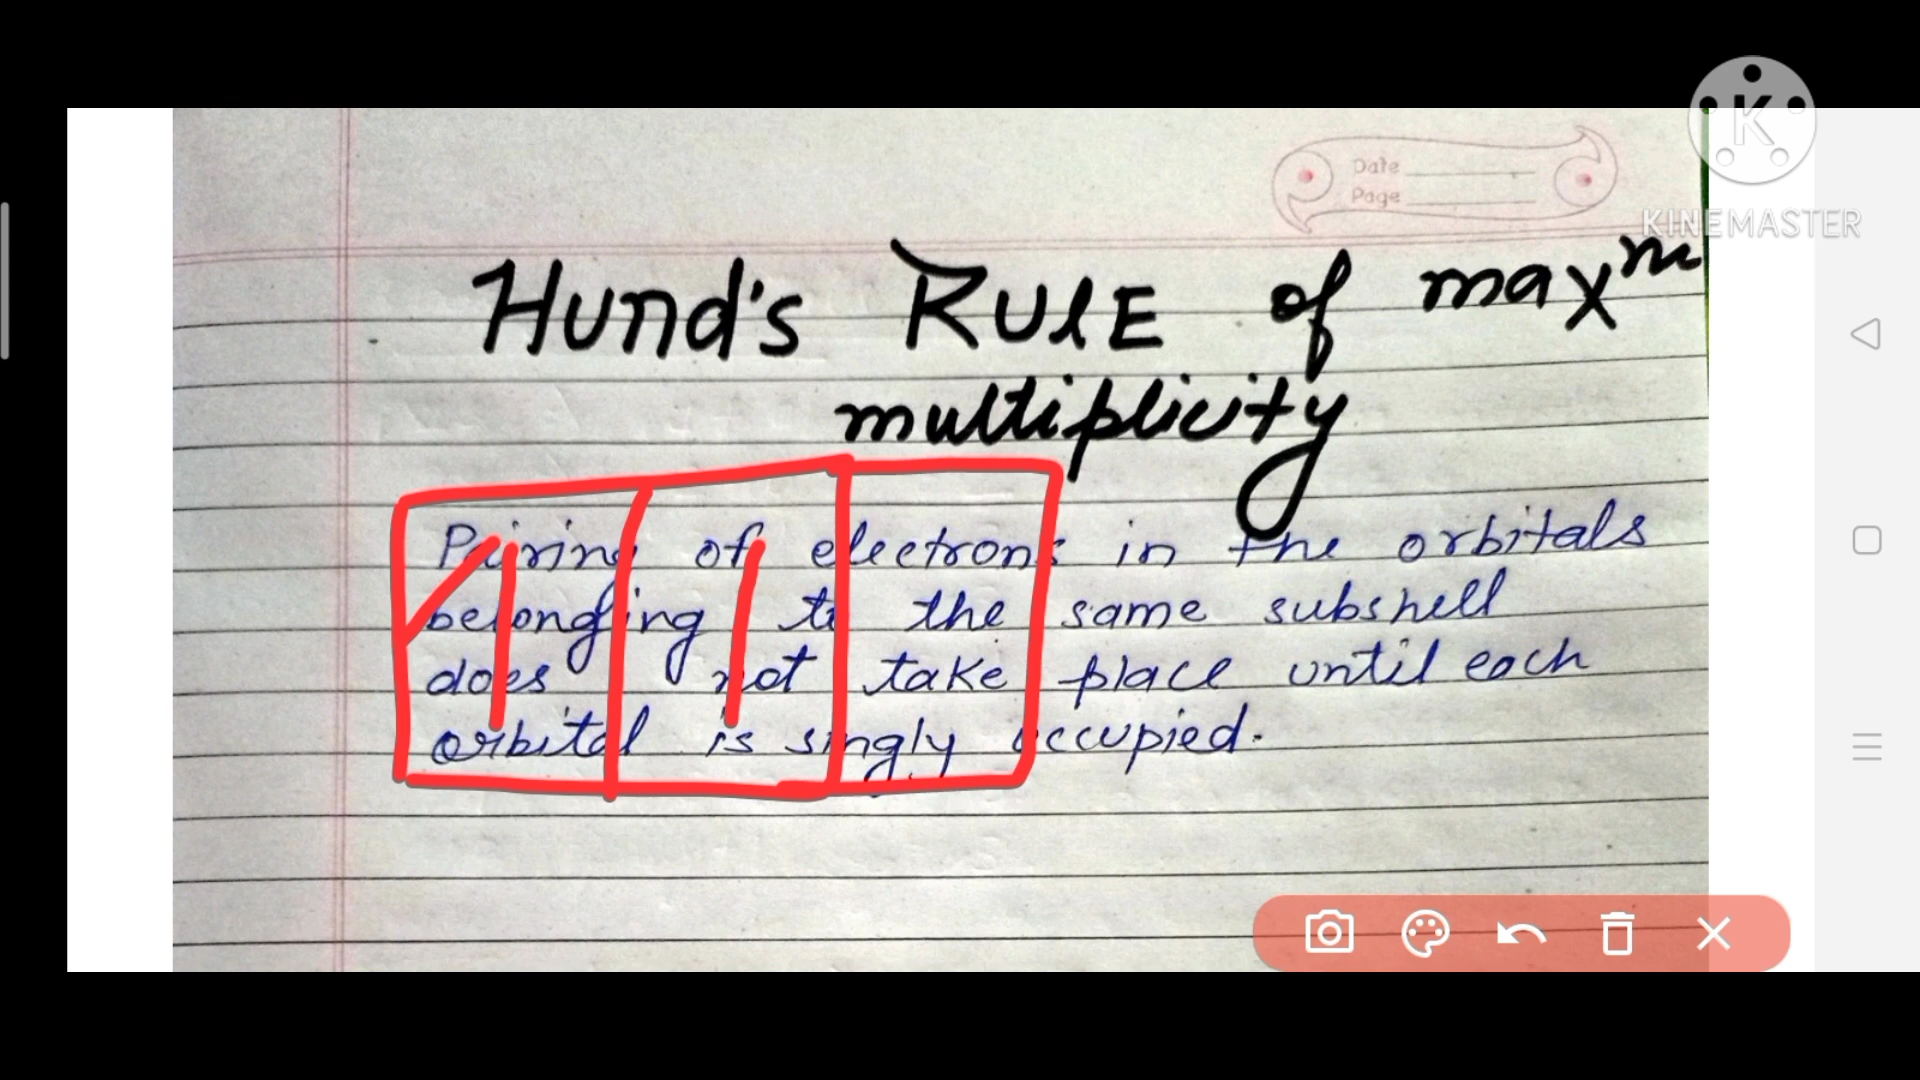 KINEMASTER
Date
Page
Hund's RUlE of maxm
multiplicity
Pairing of electrons in the orbitals
belonging to the same subshell
does not take place until each
orbital is singly occupied.